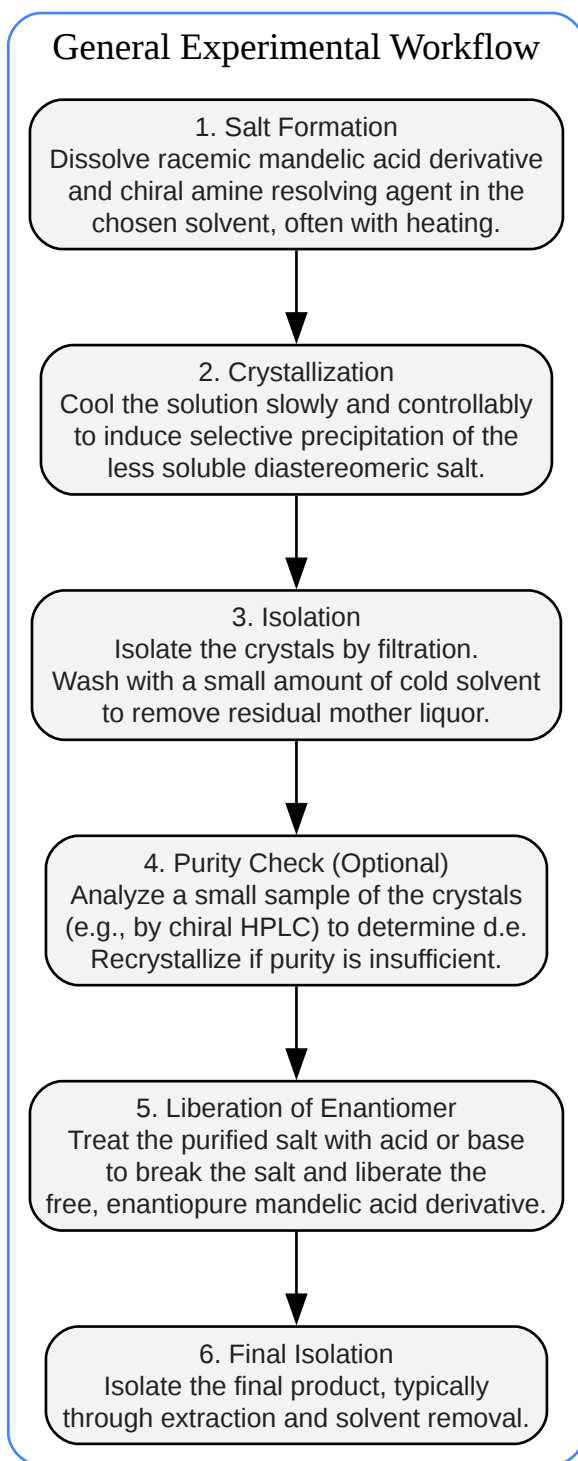 General Experimental Workflow
1. Salt Formation
Dissolve racemic mandelic acid derivative
and chiral amine resolving agent in the
chosen solvent, often with heating.
2. Crystallization
Cool the solution slowly and controllably
to induce selective precipitation of the
less soluble diastereomeric salt.
3. Isolation
Isolate the crystals by filtration.
Wash with a small amount of cold solvent
to remove residual mother liquor.
4. Purity Check (Optional)
Analyze a small sample of the crystals
(e.g., by chiral HPLC) to determine d.e.
Recrystallize if purity is insufficient.
5. Liberation of Enantiomer
Treat the purified salt with acid or base
to break the salt and liberate the
free, enantiopure mandelic acid derivative.
6. Final Isolation
Isolate the final product, typically
through extraction and solvent removal.